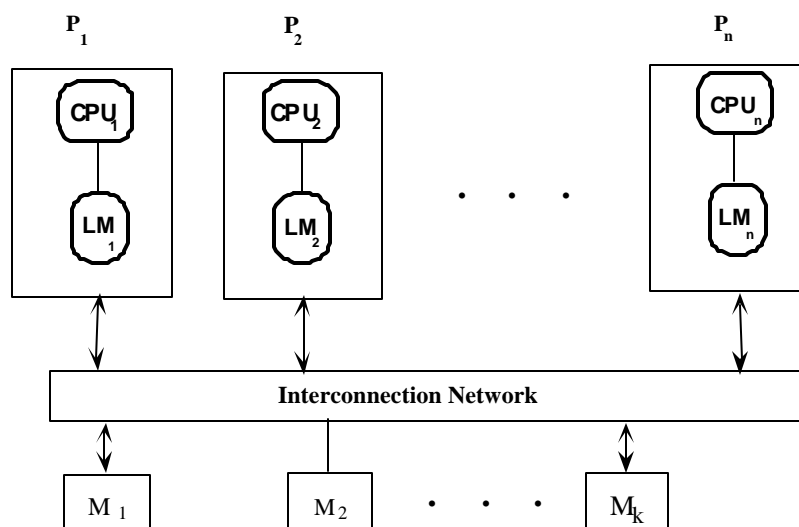 P1 P2 Pn
CPU1 CPU2 CPUn
LM1 LM2 LMn
. . .
Interconnection Network
M1 M2 . . . Mk